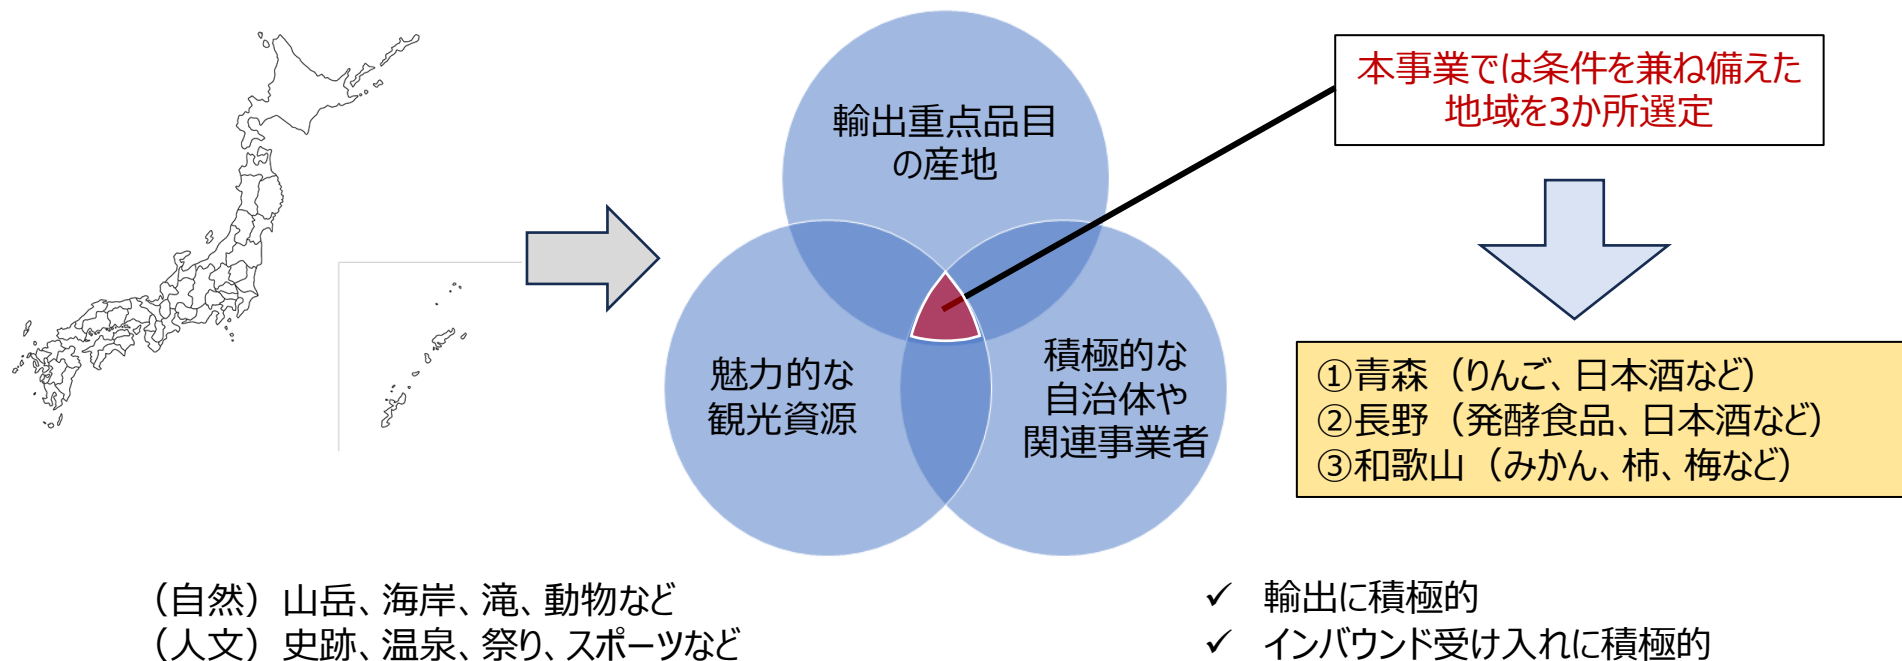 輸出重点品目
の産地
魅力的な
観光資源
積極的な
自治体や
関連事業者
本事業では条件を兼ね備えた
地域を3か所選定
①青森（りんご、日本酒など）
②長野（発酵食品、日本酒など）
③和歌山（みかん、柿、梅など）
（自然）山岳、海岸、滝、動物など
（人文）史跡、温泉、祭り、スポーツなど
✓ 輸出に積極的
✓ インバウンド受け入れに積極的